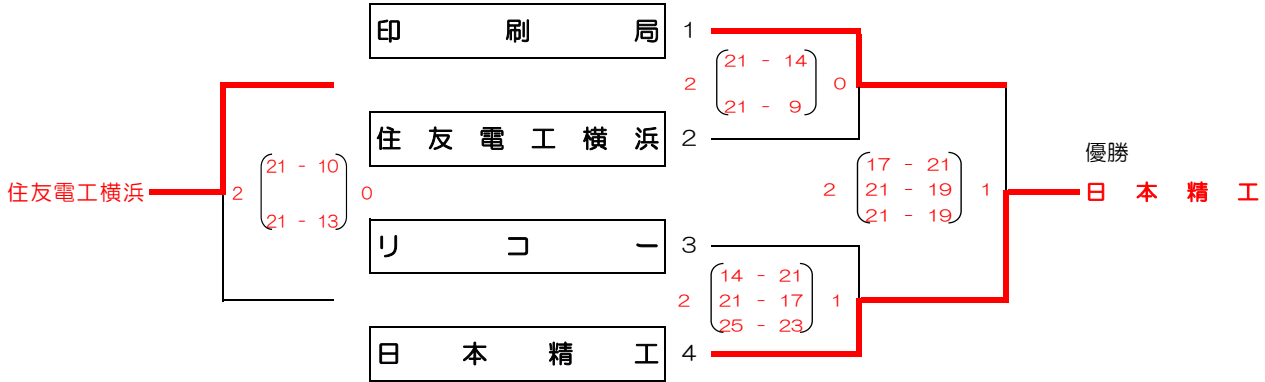 印刷局 1
21 - 14
2 0
21 - 9
住友電工横浜 2
優勝
日本精工
17 - 21
2 21 - 19 1
21 - 19
21 - 10
住友電工横浜 2 0
21 - 13
リコー 3
14 - 21
2 21 - 17 1
25 - 23
日本精工 4